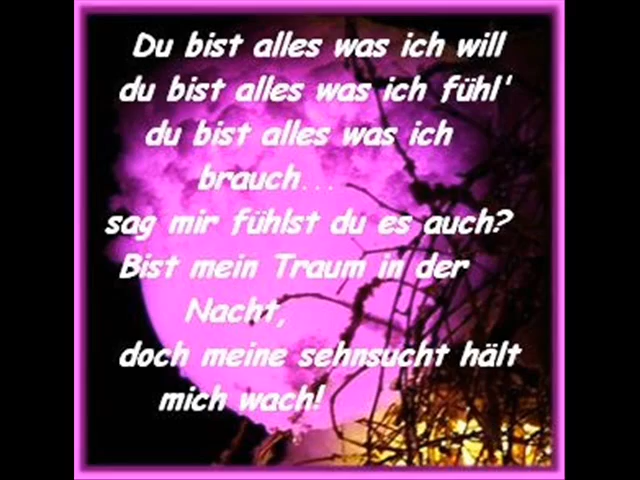 Du bist alles was ich will
du bist alles was ich fühl'
du bist alles was ich
brauch...
sag mir fühlst du es auch?
Bist mein Traum in der
Nacht,
doch meine sehnsucht hält
mich wach!